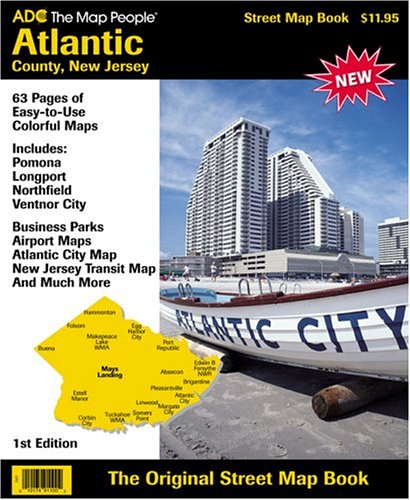 ADC The Map People®
Street Map Book $11.95
Atlantic
County, New Jersey
NEW
63 Pages of
Easy-to-Use
Colorful Maps
Includes:
Pomona
Longport
Northfield
Ventnor City
Business Parks
Airport Maps
Atlantic City Map
New Jersey Transit Map
And Much More
ATLANTIC CITY
Hammonton
Folsom
Egg
Harbor
City
Makepeace
Lake
WMA
Port
Republic
Buena
Mays
Landing
Absecon
Edwin B
Forsythe
NWR
Brigantine
Pleasantville
Estell
Manor
Atlantic
City
Linwood
Margate
City
Somers
Point
Tuckahoe
WMA
Corbin
City
1st Edition
The Original Street Map Book